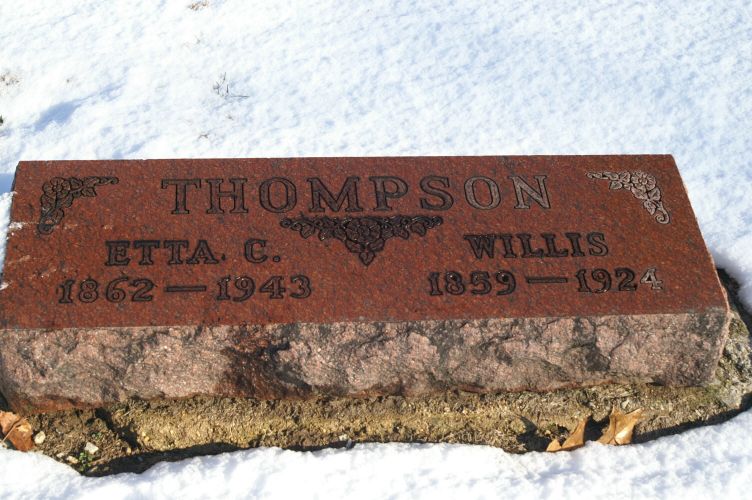 THOMPSON
ETTA. C. WILLIS
1862 — 1943 1859 — 1924